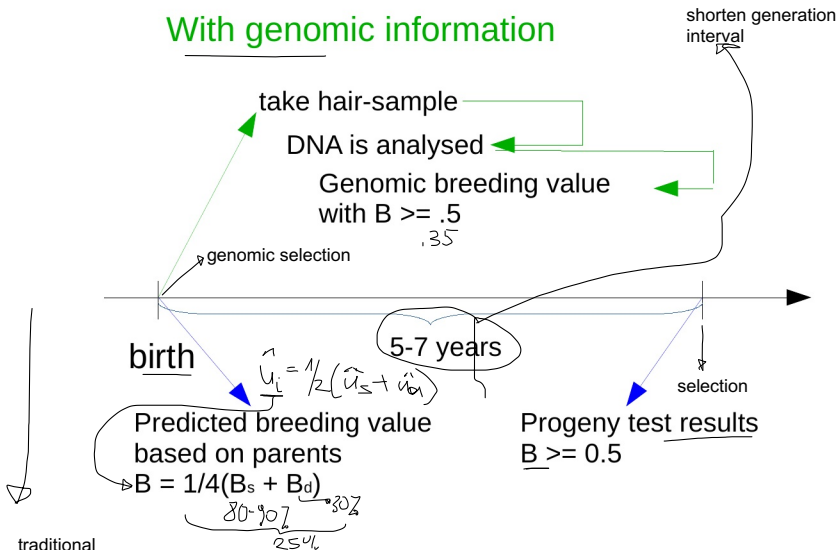 With genomic information
shorten generation
interval
take hair-sample
DNA is analysed
Genomic breeding value
with B >= .5
.35
genomic selection
5-7 years
birth
û_i = 1/2(û_s + û_d)
selection
Predicted breeding value
based on parents
B = 1/4(Bs + Bd)
Progeny test results
B >= 0.5
80-90% 30%
25%
traditional